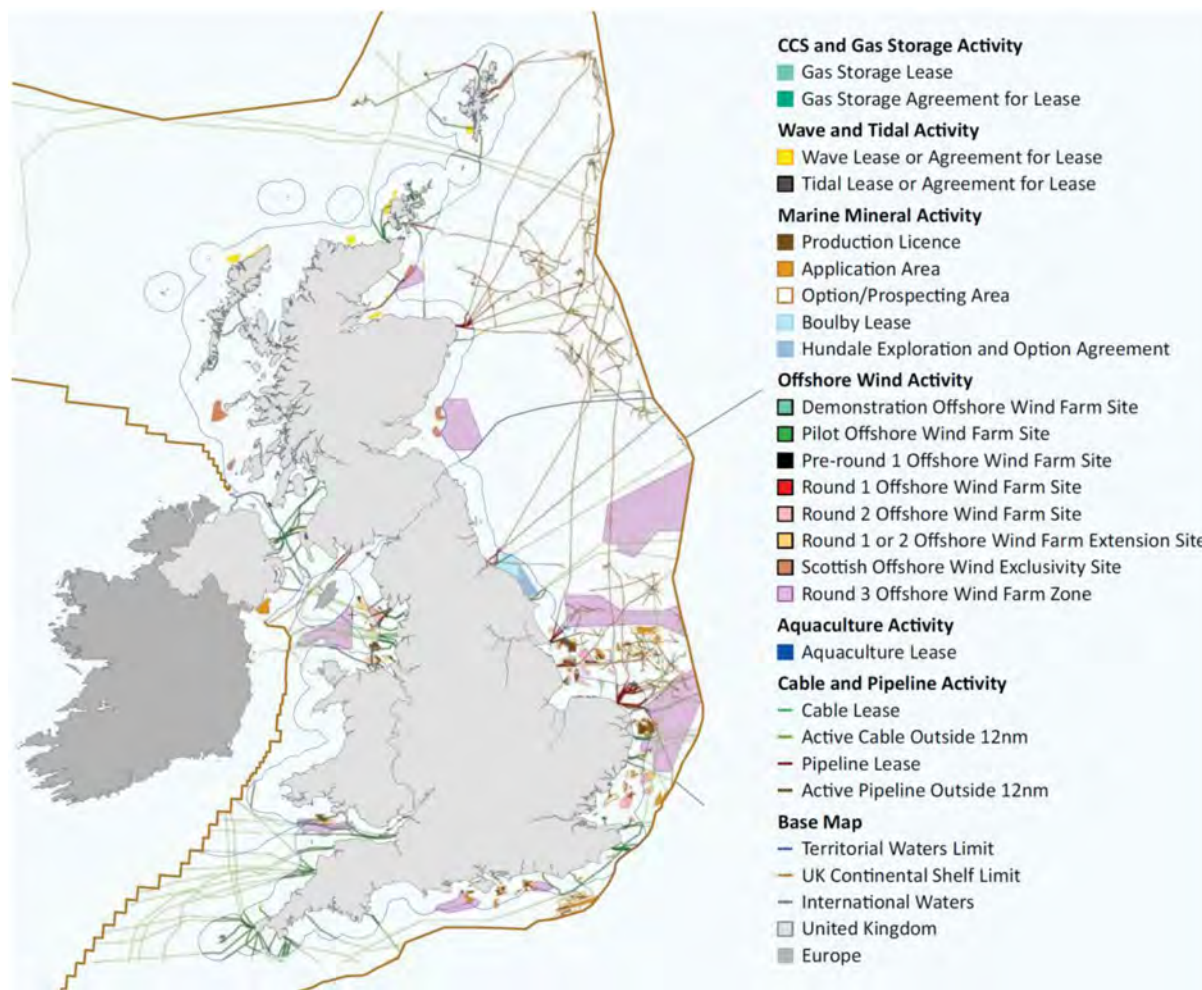 CCS and Gas Storage Activity
Gas Storage Lease
Gas Storage Agreement for Lease
Wave and Tidal Activity
Wave Lease or Agreement for Lease
Tidal Lease or Agreement for Lease
Marine Mineral Activity
Production Licence
Application Area
Option/Prospecting Area
Boulby Lease
Hundale Exploration and Option Agreement
Offshore Wind Activity
Demonstration Offshore Wind Farm Site
Pilot Offshore Wind Farm Site
Pre-round 1 Offshore Wind Farm Site
Round 1 Offshore Wind Farm Site
Round 2 Offshore Wind Farm Site
Round 1 or 2 Offshore Wind Farm Extension Site
Scottish Offshore Wind Exclusivity Site
Round 3 Offshore Wind Farm Zone
Aquaculture Activity
Aquaculture Lease
Cable and Pipeline Activity
Cable Lease
Active Cable Outside 12nm
Pipeline Lease
Active Pipeline Outside 12nm
Base Map
Territorial Waters Limit
UK Continental Shelf Limit
International Waters
United Kingdom
Europe